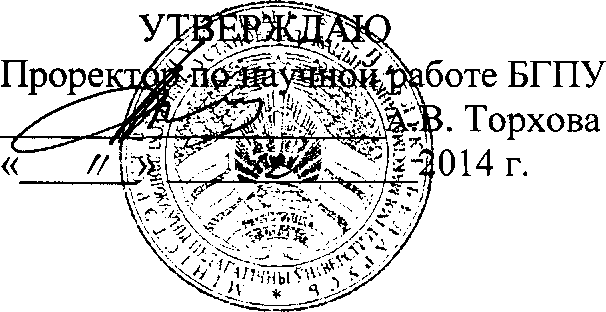 УТВЕРЖДАЮ
Проректор по научной работе БГПУ
А.В. Торхова
« » 2014 г.